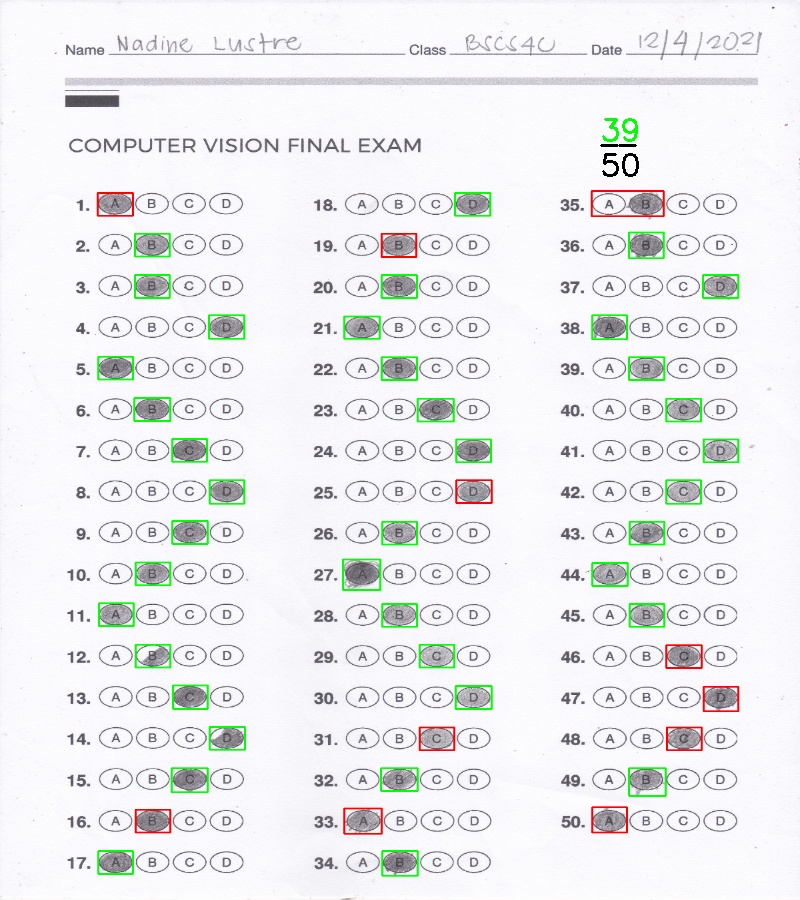 Name Nadine Lustre Class BSCS4C Date 12/4/2021
39
COMPUTER VISION FINAL EXAM
50
1. A B C D 18. A B C D 35. A B C D
2. A B C D 19. A B C D 36. A B C D
3. A B C D 20. A B C D 37. A B C D
4. A B C D 21. A B C D 38. A B C D
5. A B C D 22. A B C D 39. A B C D
6. A B C D 23. A B C D 40. A B C D
7. A B C D 24. A B C D 41. A B C D
8. A B C D 25. A B C D 42. A B C D
9. A B C D 26. A B C D 43. A B C D
10. A B C D 27. A B C D 44. A B C D
11. A B C D 28. A B C D 45. A B C D
12. A B C D 29. A B C D 46. A B C D
13. A B C D 30. A B C D 47. A B C D
14. A B C D 31. A B C D 48. A B C D
15. A B C D 32. A B C D 49. A B C D
16. A B C D 33. A B C D 50. A B C D
17. A B C D 34. A B C D